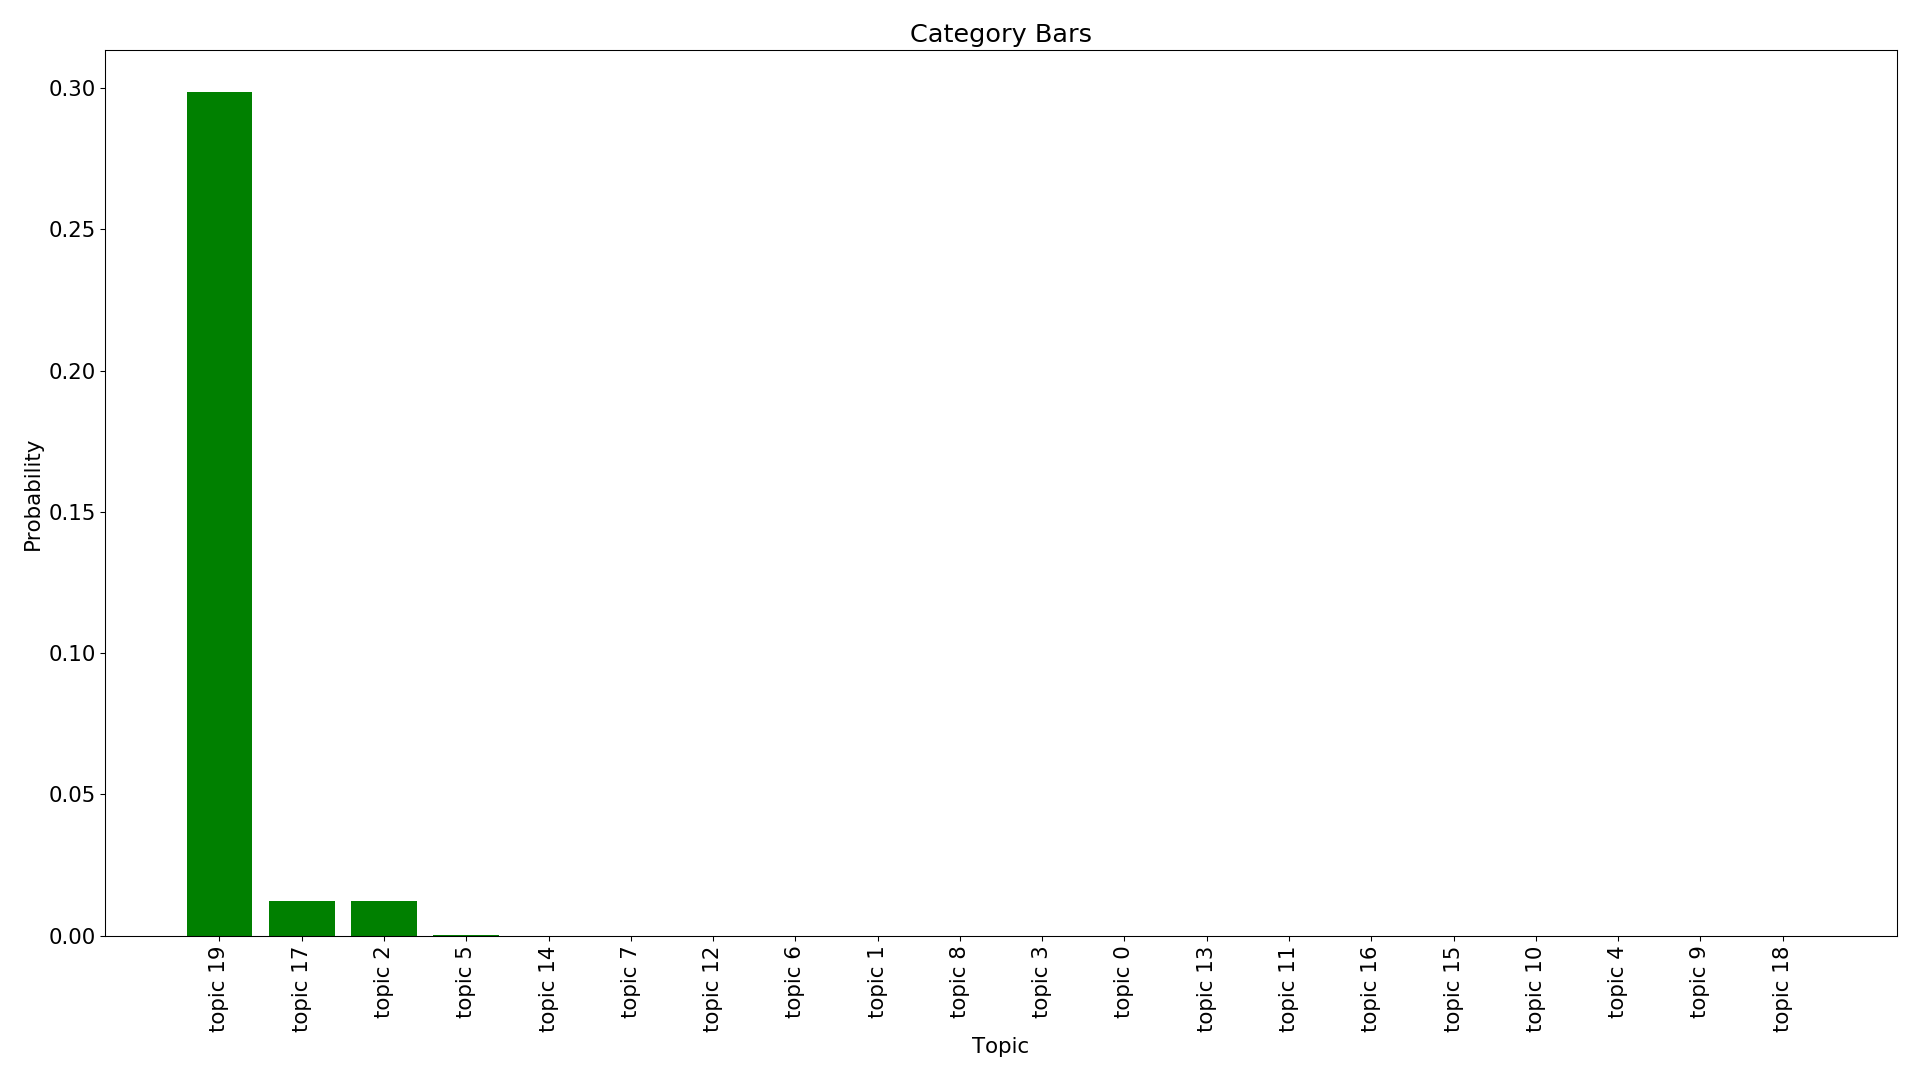 Category Bars
0.30
0.25
0.20
0.15
0.10
0.05
0.00
Probability
topic 19
topic 17
topic 2
topic 5
topic 14
topic 7
topic 12
topic 6
topic 1
topic 8
topic 3
topic 0
topic 13
topic 11
topic 16
topic 15
topic 10
topic 4
topic 9
topic 18
Topic